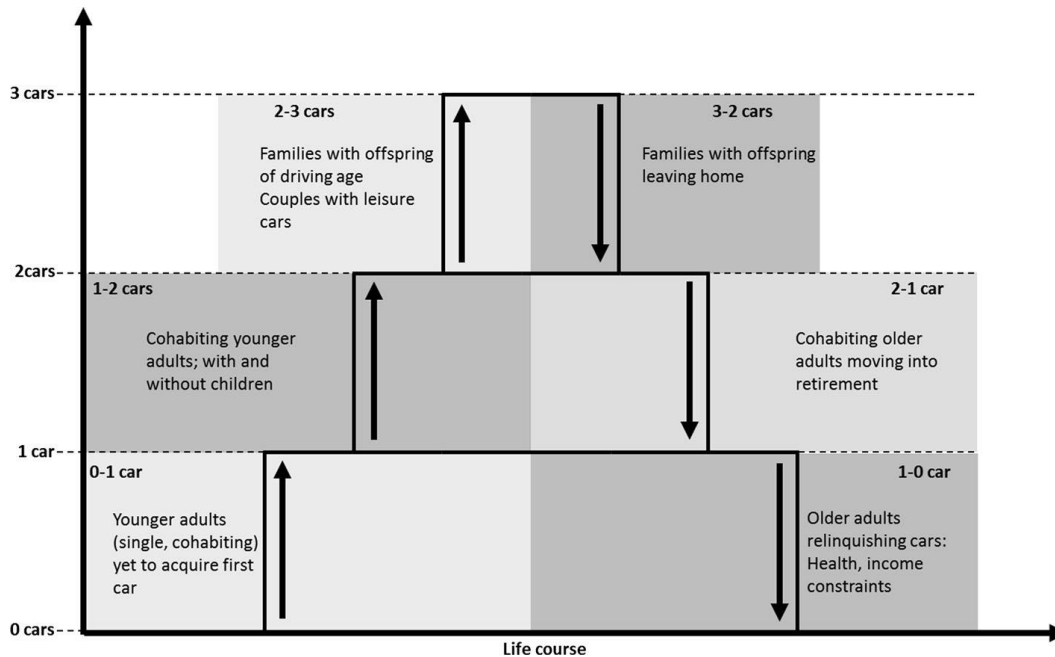 3 cars
2-3 cars
Families with offspring
of driving age
Couples with leisure
cars
3-2 cars
Families with offspring
leaving home
2cars
1-2 cars
Cohabiting younger
adults; with and
without children
2-1 car
Cohabiting older
adults moving into
retirement
1 car
0-1 car
Younger adults
(single, cohabiting)
yet to acquire first
car
1-0 car
Older adults
relinquishing cars:
Health, income
constraints
0 cars
Life course